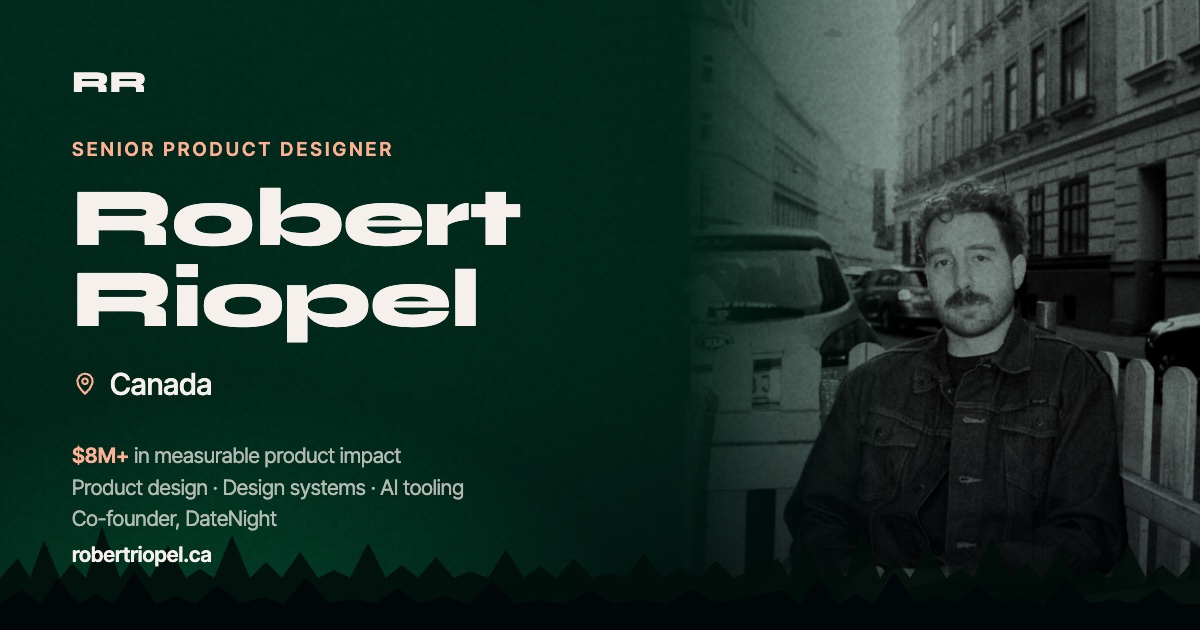 RR
SENIOR PRODUCT DESIGNER
Robert
Riopel
Canada
$8M+ in measurable product impact
Product design · Design systems · AI tooling
Co-founder, DateNight
robertriopel.ca